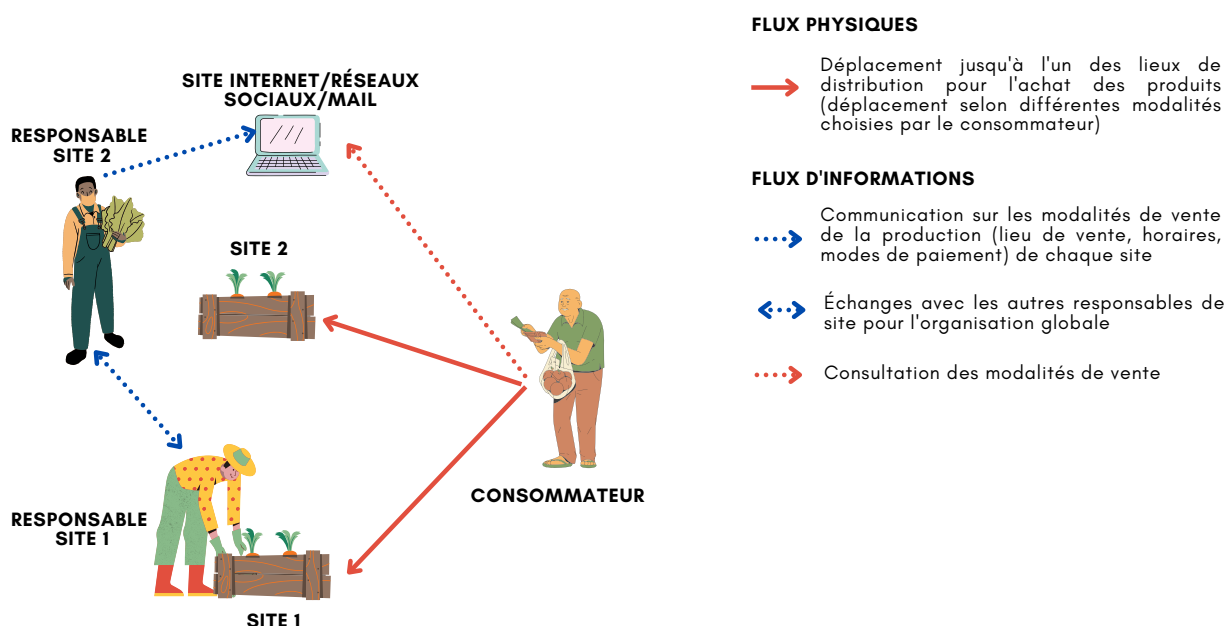 SITE INTERNET/RÉSEAUX
SOCIAUX/MAIL
RESPONSABLE
SITE 2
SITE 2
CONSOMMATEUR
RESPONSABLE
SITE 1
SITE 1
FLUX PHYSIQUES
Déplacement jusqu'à l'un des lieux de
distribution pour l'achat des produits
(déplacement selon différentes modalités
choisies par le consommateur)
FLUX D'INFORMATIONS
Communication sur les modalités de vente
de la production (lieu de vente, horaires,
modes de paiement) de chaque site
Échanges avec les autres responsables de
site pour l'organisation globale
Consultation des modalités de vente